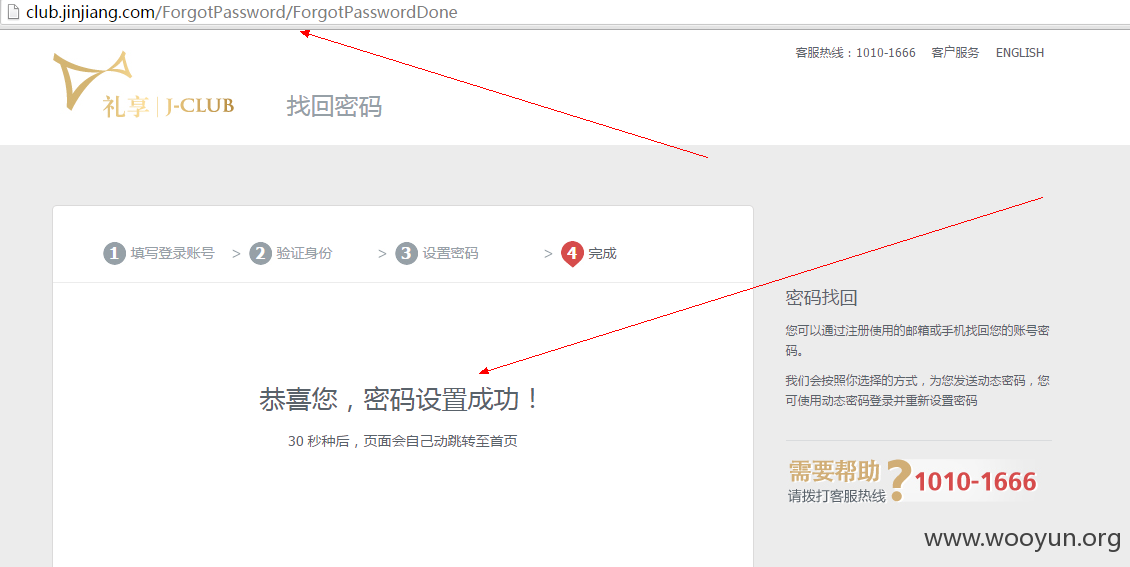 club.jinjiang.com/ForgotPassword/ForgotPasswordDone
客服热线：1010-1666 客户服务 ENGLISH
礼享 | J-CLUB 找回密码
1 填写登录账号 > 2 验证身份 > 3 设置密码 > 4 完成
恭喜您，密码设置成功！
30 秒种后，页面会自己动跳转至首页
密码找回
您可以通过注册使用的邮箱或手机找回您的账号密
码。
我们会按照你选择的方式，为您发送动态密码，您
可使用动态密码登录并重新设置密码
需要帮助
请拨打客服热线 ? 1010-1666
www.wooyun.org